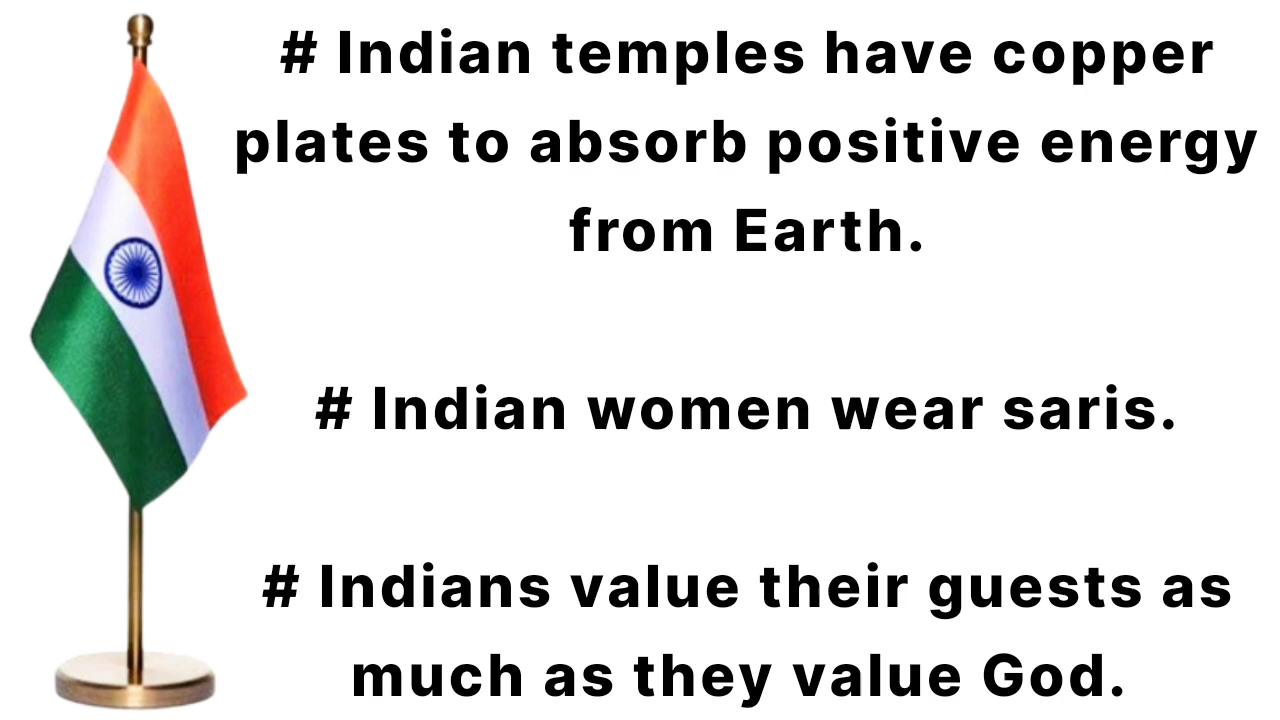 # Indian temples have copper
plates to absorb positive energy
from Earth.
# Indian women wear saris.
# Indians value their guests as
much as they value God.